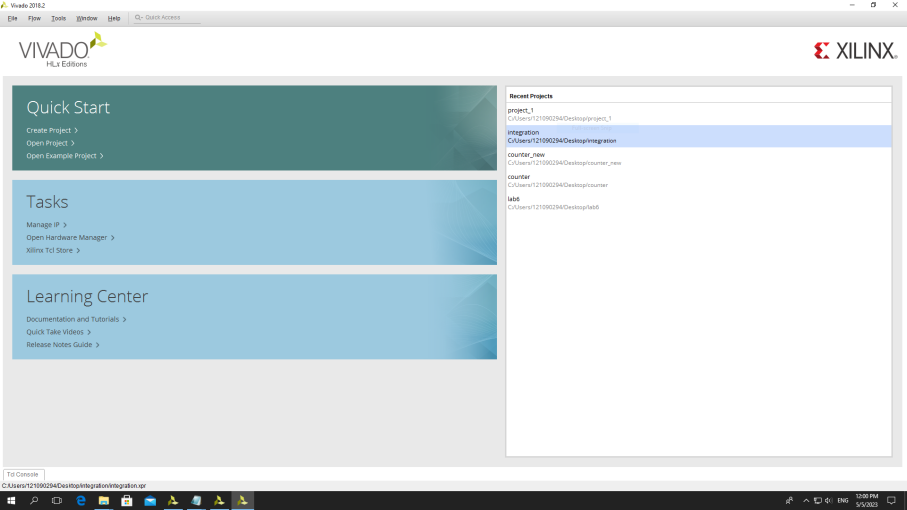 Vivado 2018.2
File Flow Tools Window Help Quick Access
VIVADO
HLx Editions
XILINX
Quick Start
Create Project >
Open Project >
Open Example Project >
Tasks
Manage IP >
Open Hardware Manager >
Xilinx Tcl Store >
Learning Center
Documentation and Tutorials >
Quick Take Videos >
Release Notes Guide >
Recent Projects
project_1
C:/Users/121090294/Desktop/project_1
integration
C:/Users/121090294/Desktop/integration
counter_new
C:/Users/121090294/Desktop/counter_new
counter
C:/Users/121090294/Desktop/counter
lab6
C:/Users/121090294/Desktop/lab6
Tcl Console
C:/Users/121090294/Desktop/integration/integration.xpr
ENG
12:00 PM
5/5/2023